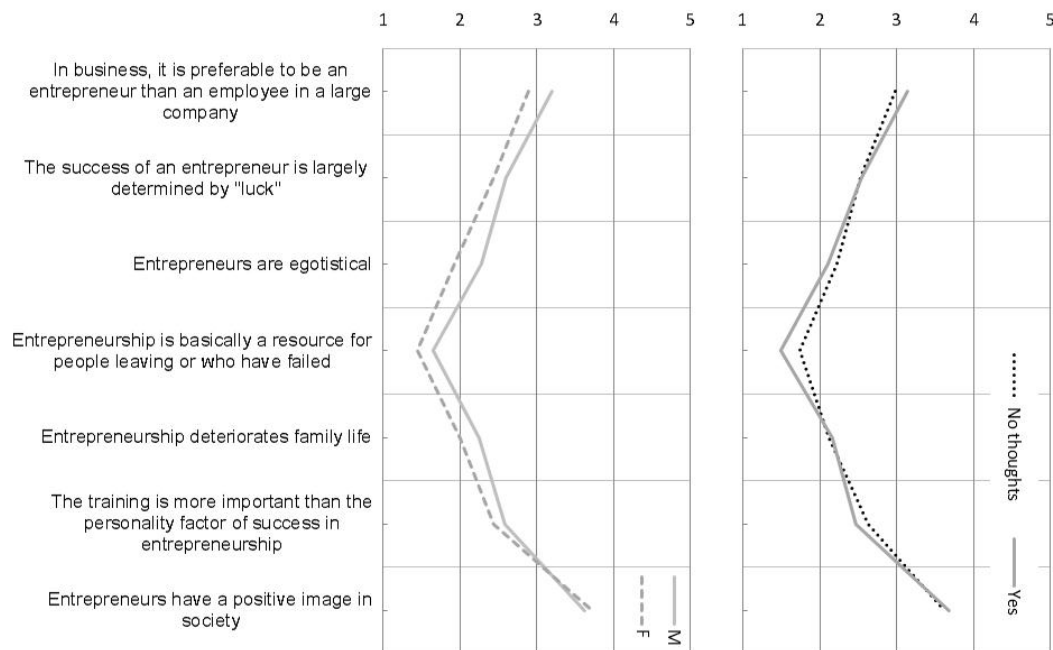 1 2 3 4 5
1 2 3 4 5
In business, it is preferable to be an
entrepreneur than an employee in a large
company
The success of an entrepreneur is largely
determined by "luck"
Entrepreneurs are egotistical
Entrepreneurship is basically a resource for
people leaving or who have failed
Entrepreneurship deteriorates family life
The training is more important than the
personality factor of success in
entrepreneurship
Entrepreneurs have a positive image in
society
M
F
No thoughts
Yes